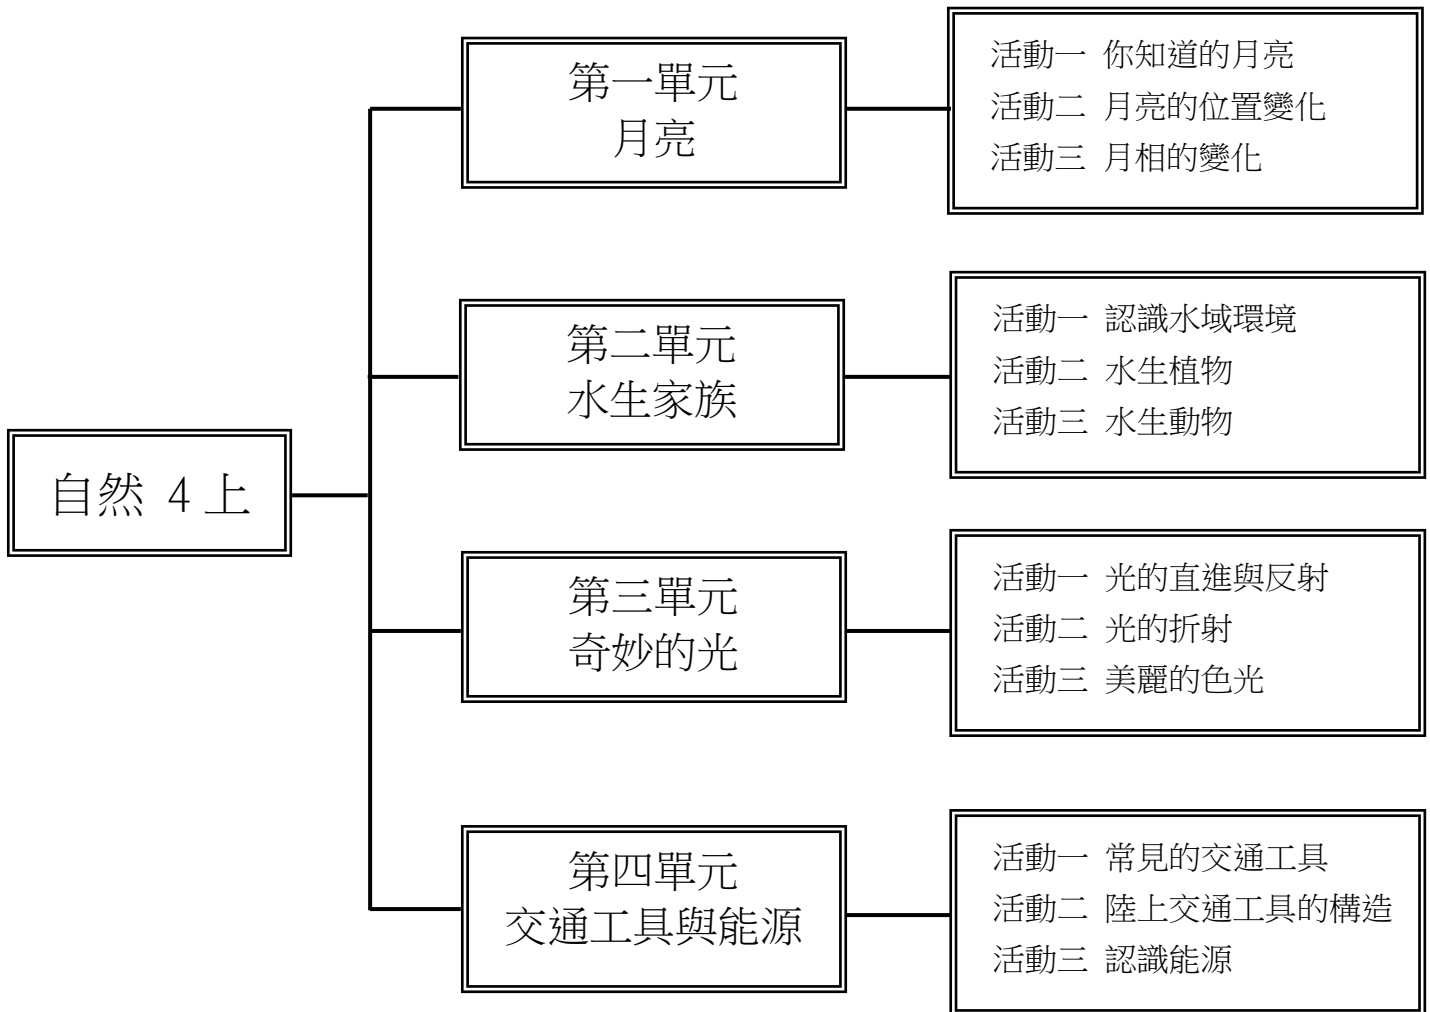 自然 4 上
第一單元
月亮
活動一 你知道的月亮
活動二 月亮的位置變化
活動三 月相的變化
第二單元
水生家族
活動一 認識水域環境
活動二 水生植物
活動三 水生動物
第三單元
奇妙的光
活動一 光的直進與反射
活動二 光的折射
活動三 美麗的色光
第四單元
交通工具與能源
活動一 常見的交通工具
活動二 陸上交通工具的構造
活動三 認識能源